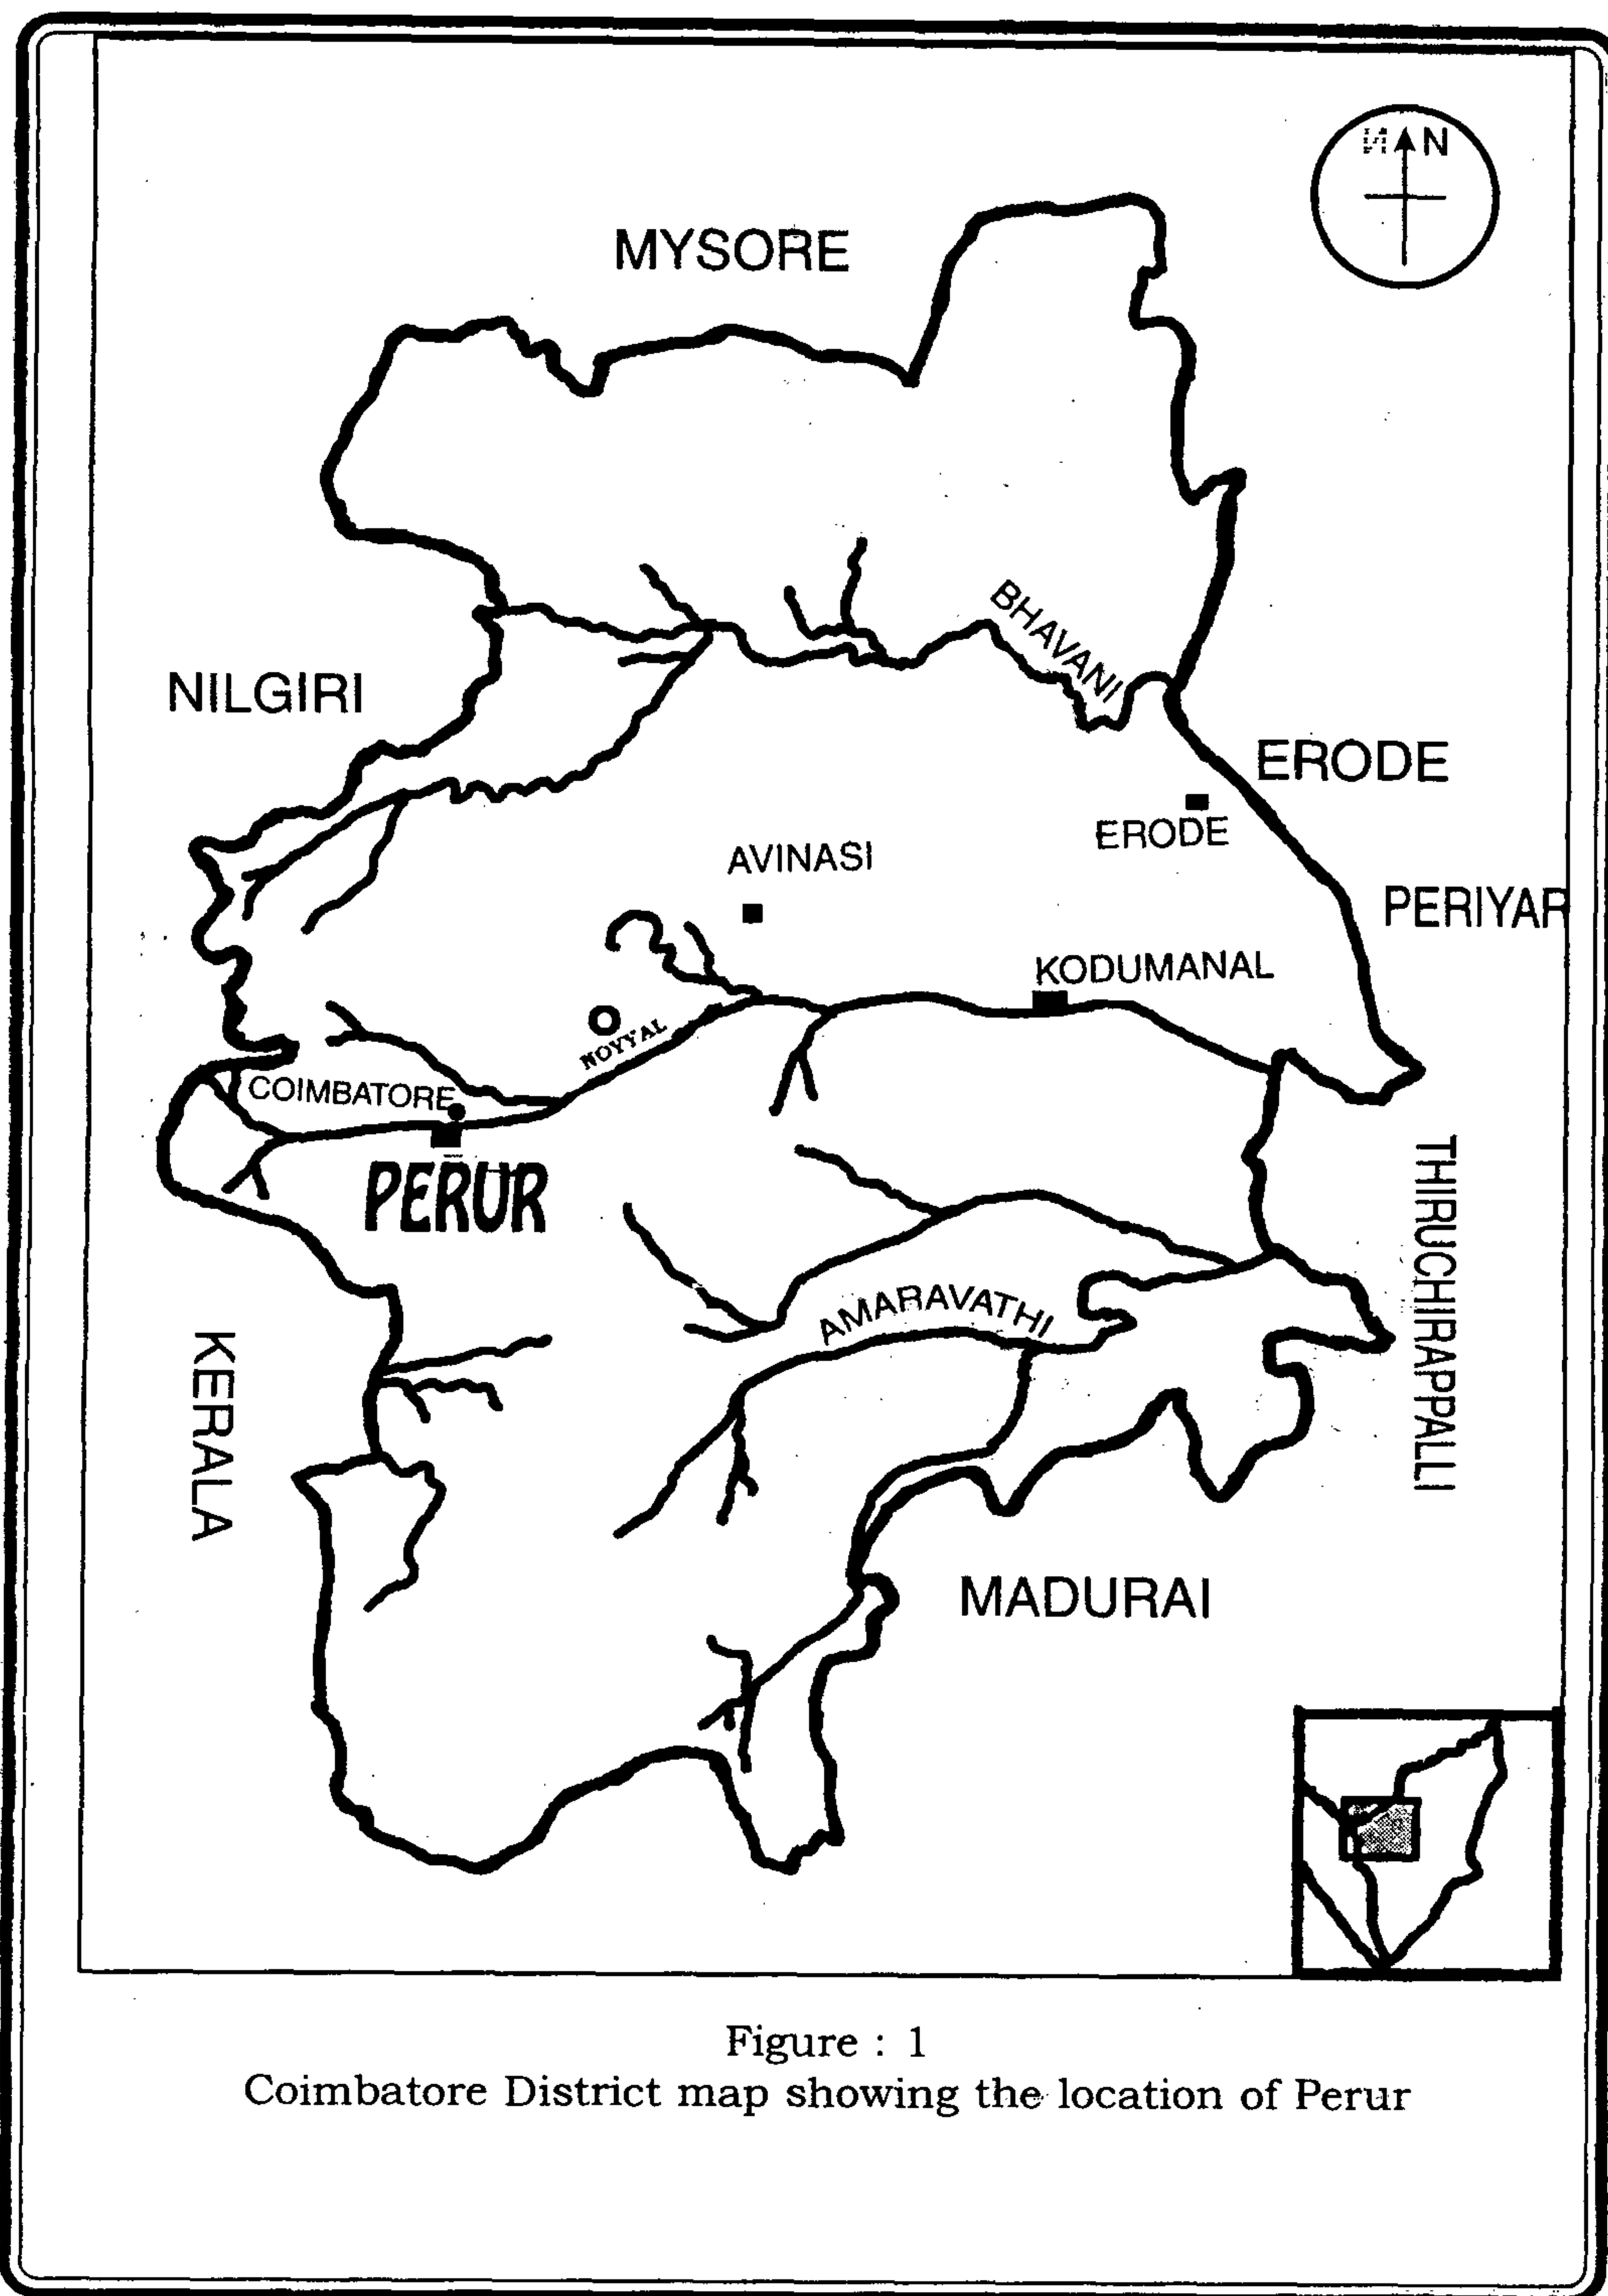 N
MYSORE
BHAVANI
NILGIRI
ERODE
ERODE
AVINASI
PERIYAR
KODUMANAL
NOYYAL
COIMBATORE
PERUR
THIRUCHIRAPPALLI
AMARAVATHI
KERALA
MADURAI
Figure : 1
Coimbatore District map showing the location of Perur